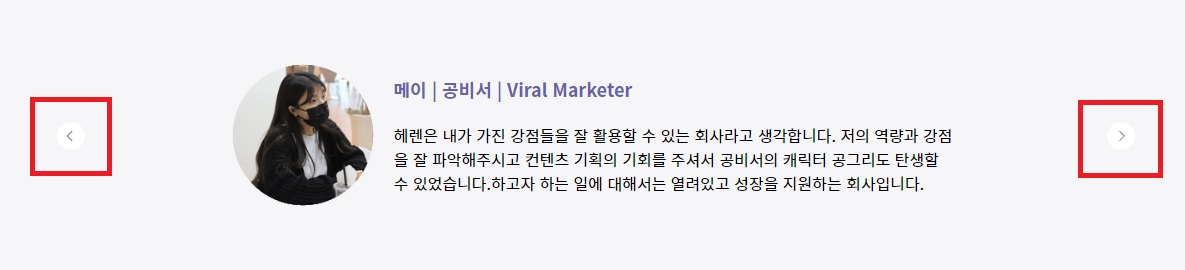 메이 | 공비서 | Viral Marketer
헤렌은 내가 가진 강점들을 잘 활용할 수 있는 회사라고 생각합니다. 저의 역량과 강점
을 잘 파악해주시고 컨텐츠 기획의 기회를 주셔서 공비서의 캐릭터 공그리도 탄생할
수 있었습니다.하고자 하는 일에 대해서는 열려있고 성장을 지원하는 회사입니다.